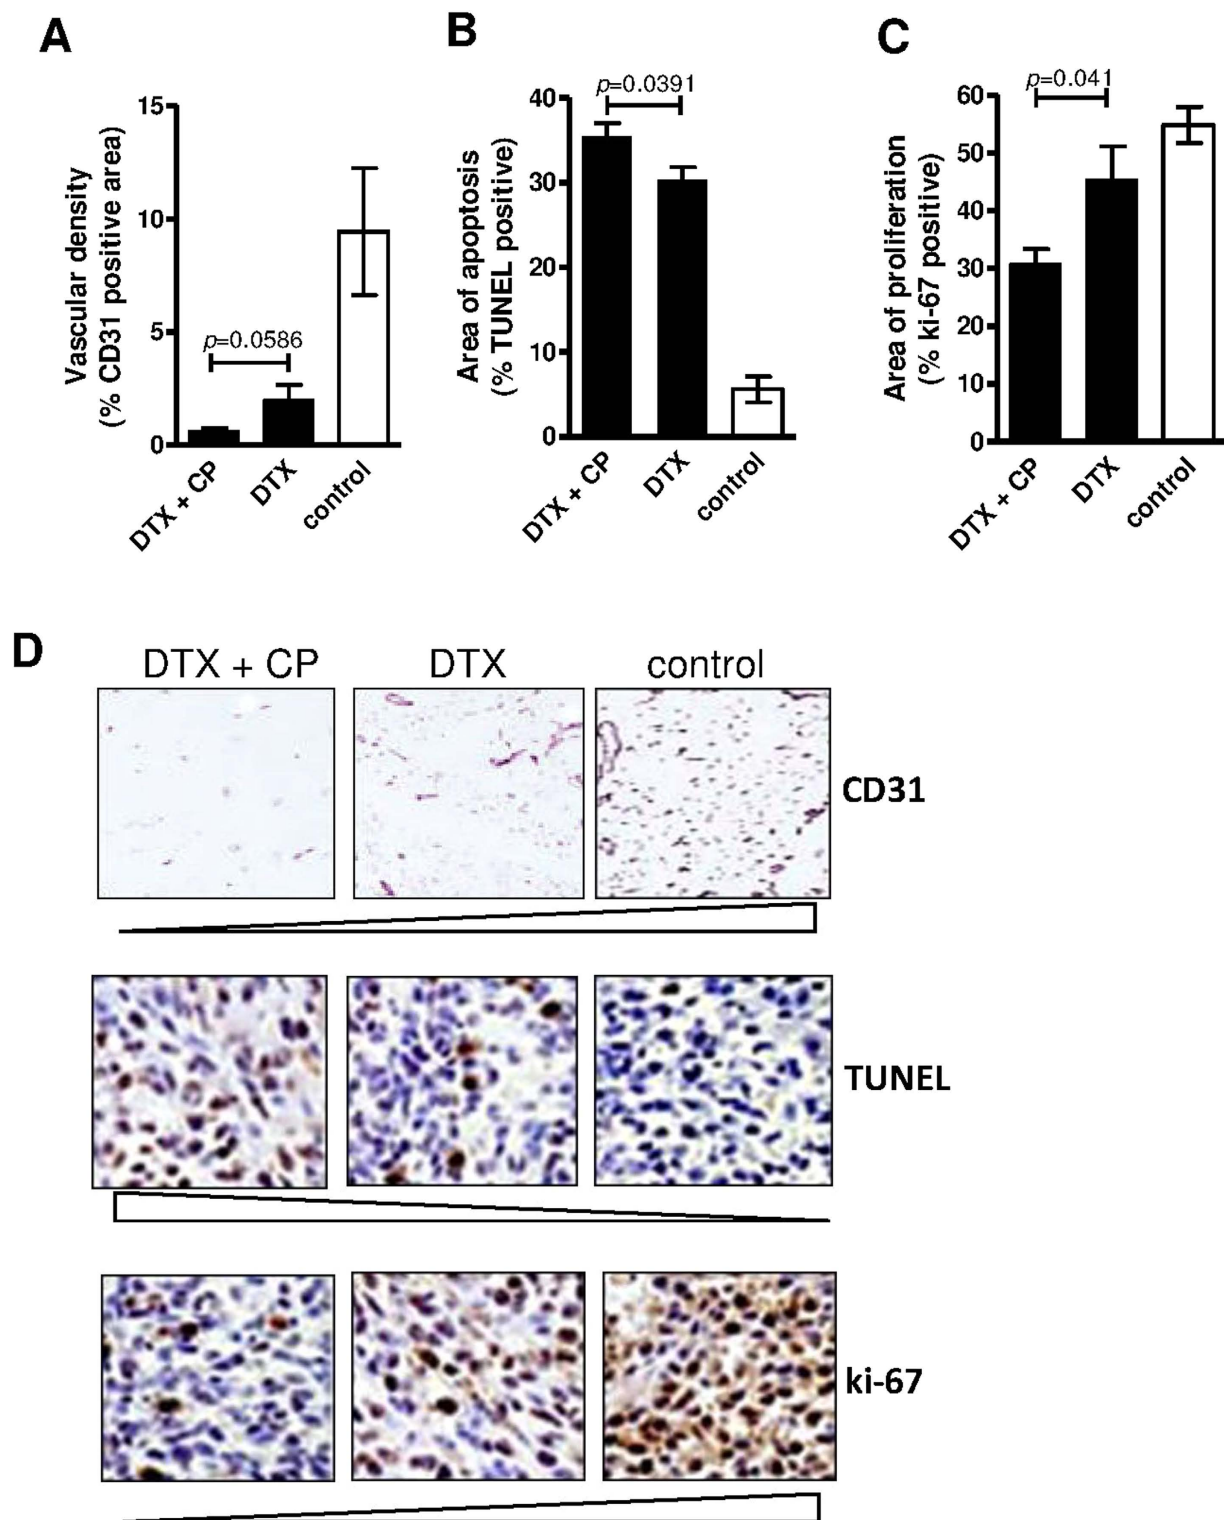 A
B
C
Vascular density
(% CD31 positive area)
15
10
5
0
p=0.0586
DTX + CP
DTX
control
Area of apoptosis
(% TUNEL positive)
40
30
20
10
0
p=0.0391
DTX + CP
DTX
control
Area of proliferation
(% ki-67 positive)
60
50
40
30
20
10
0
p=0.041
DTX + CP
DTX
control
D
DTX + CP
DTX
control
CD31
TUNEL
ki-67